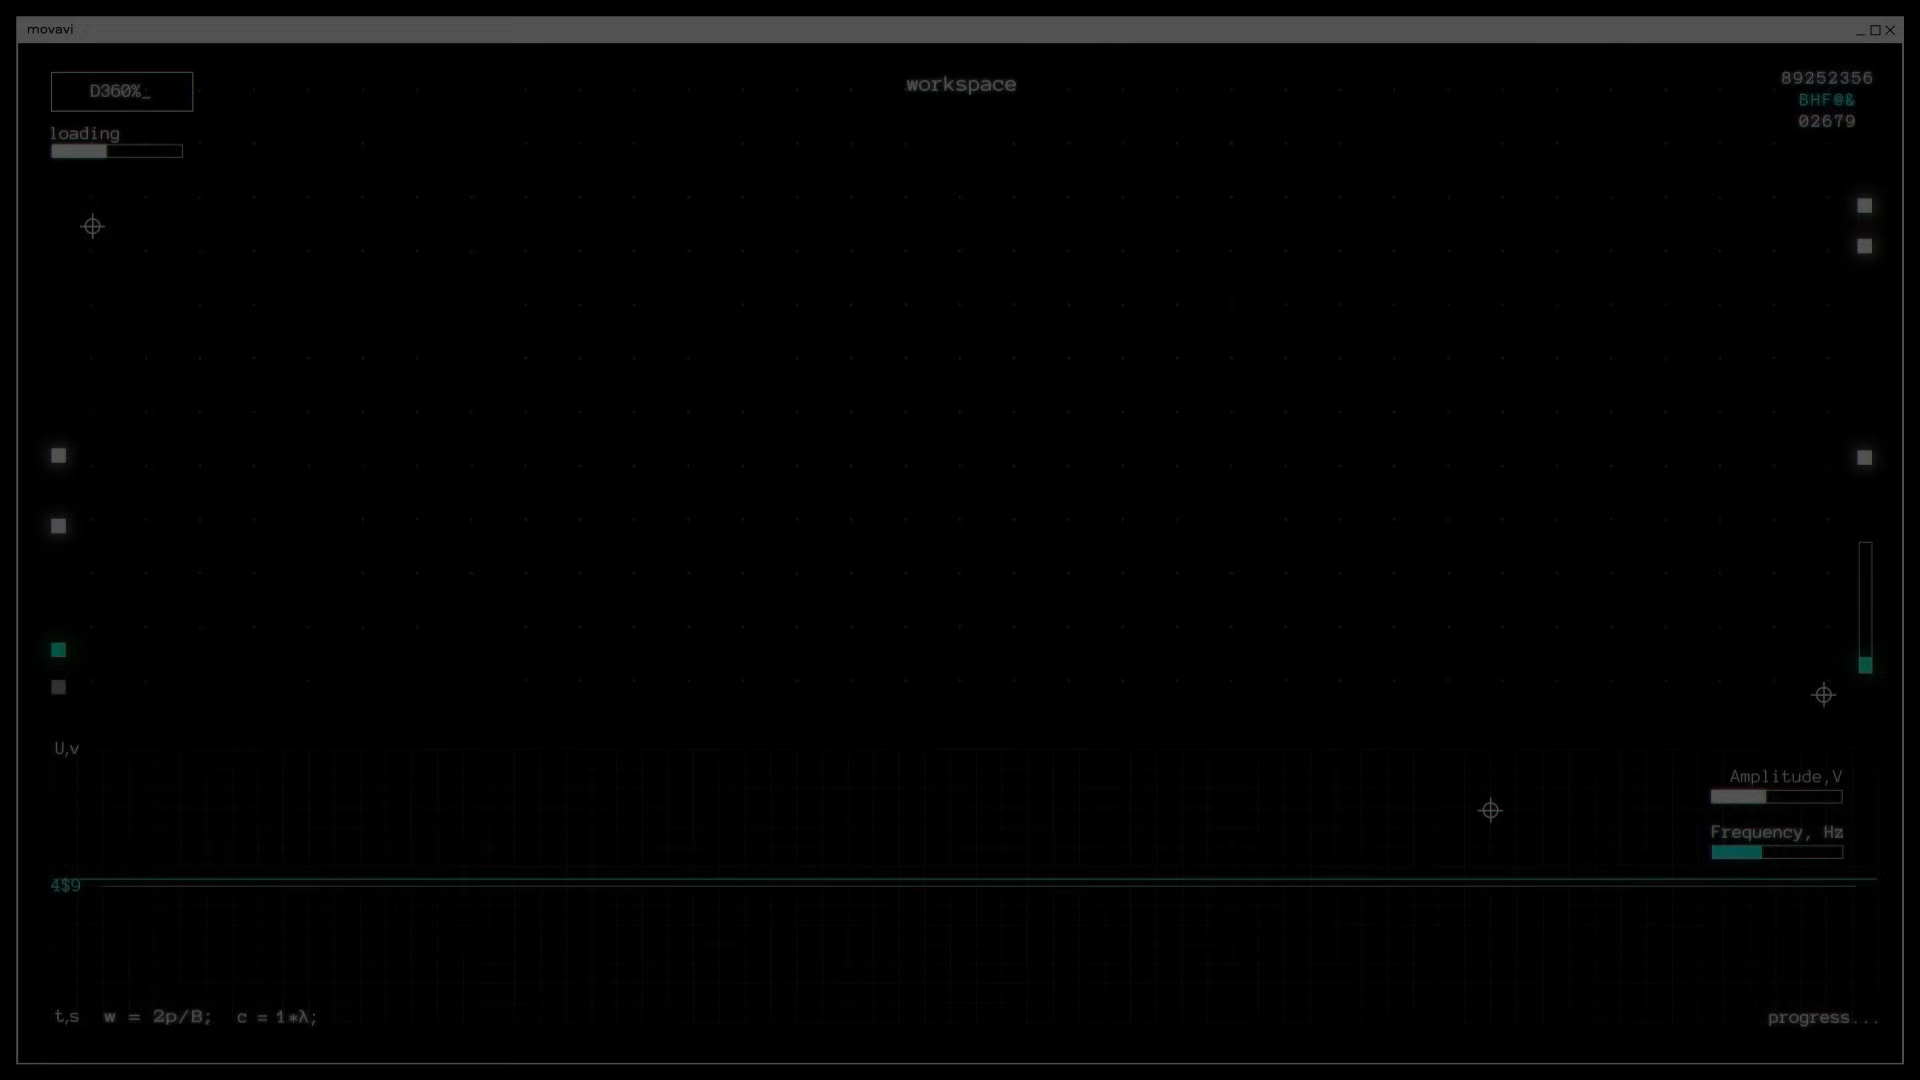 movavi
D360%_
workspace
89252356
BHF@&
02679
loading
U,v
Amplitude,V
Frequency, Hz
4$9
t,s w = 2p/B; c = 1*λ;
progress...